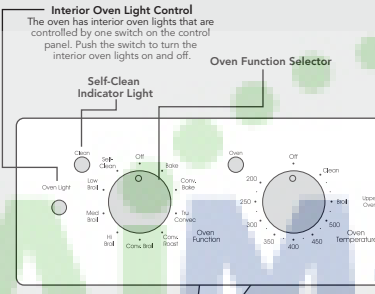 Interior Oven Light Control
The oven has interior oven lights that are
controlled by one switch on the control
panel. Push the switch to turn the
interior oven lights on and off.
Oven Function Selector
Self-Clean
Indicator Light
Clean
Oven Light
Off
Bake
Conv.
Bake
Tru
Convec
Conv.
Roast
Conv. Broil
Hi
Broil
Med
Broil
Low
Broil
Self-
Clean
Oven
Function
Oven
Off
Clean
Broil
500
450
400
350
300
250
200
Oven
Temperature